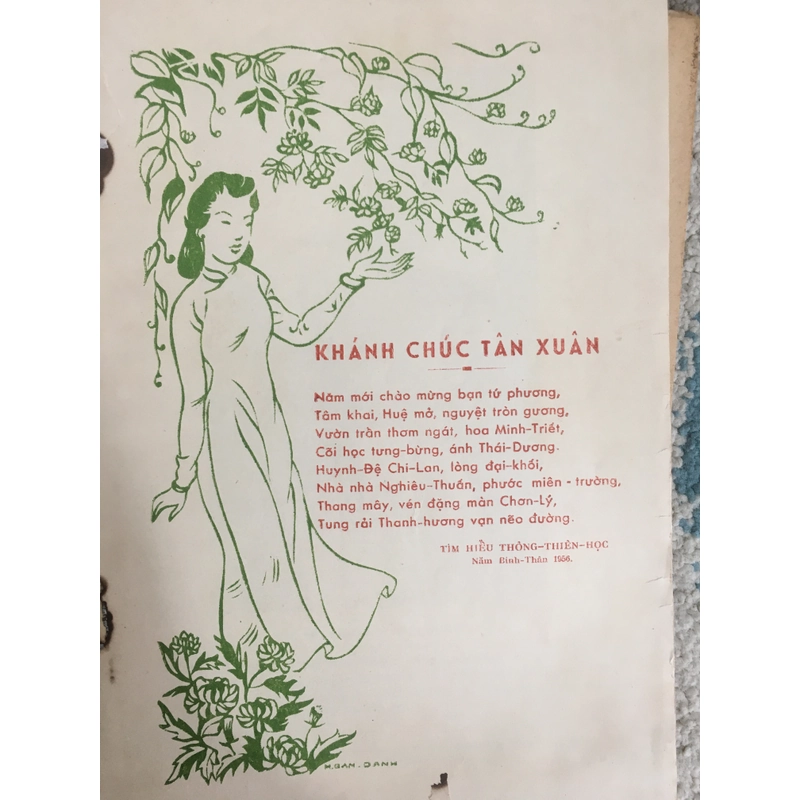 KHÁNH CHÚC TÂN XUÂN
Năm mới chào mừng bạn tứ phương,
Tâm khai, Huệ mở, nguyệt tròn gương,
Vườn trần thơm ngát, hoa Minh-Triết,
Cõi học tưng-bừng, ánh Thái-Dương.
Huynh-Đệ Chi-Lan, lòng đại-khối,
Nhà nhà Nghiêu-Thuấn, phước miên-trường,
Thang mây, vén đặng màn Chơn-Lý,
Tung rải Thanh-hương vạn nẽo đường.
TÌM HIỂU THÔNG-THIÊN-HỌC
Năm Bính-Thân 1956.
H.BAN.DANH